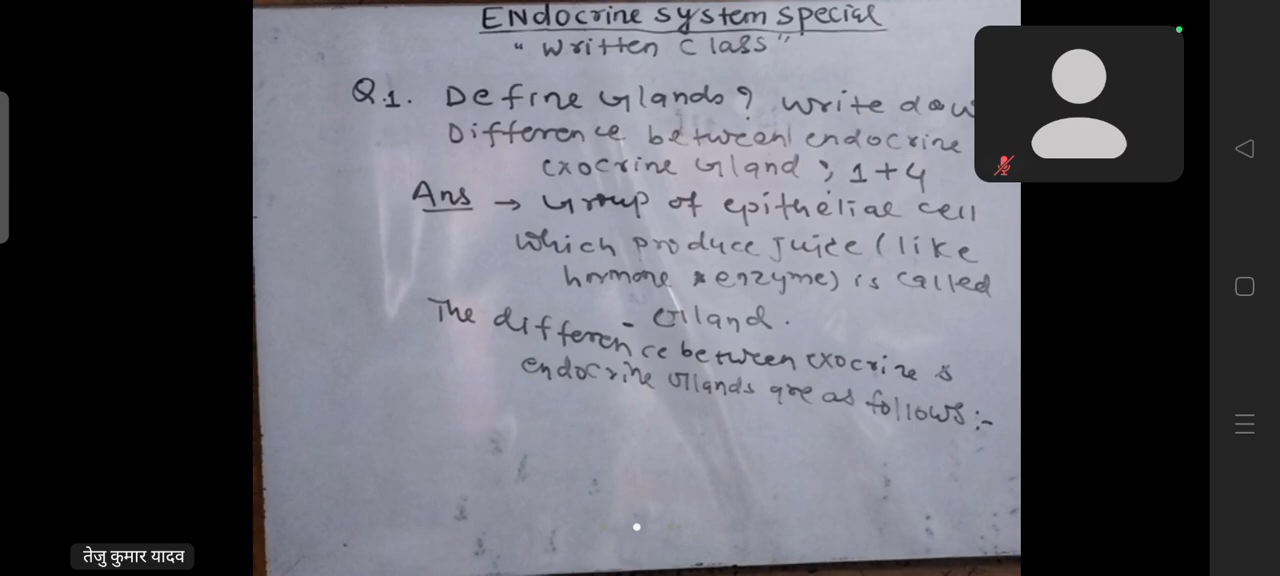 Endocrine system special
"written class"
Q.1. Define Glands? write dow
Difference between endocrine
exocrine Gland; 1+4
Ans → Group of epithelial cell
which produce juice (like
hormone & enzyme) is called
- Gland.
The difference between exocrine &
endocrine Glands are as follows:-
तेजु कुमार यादव